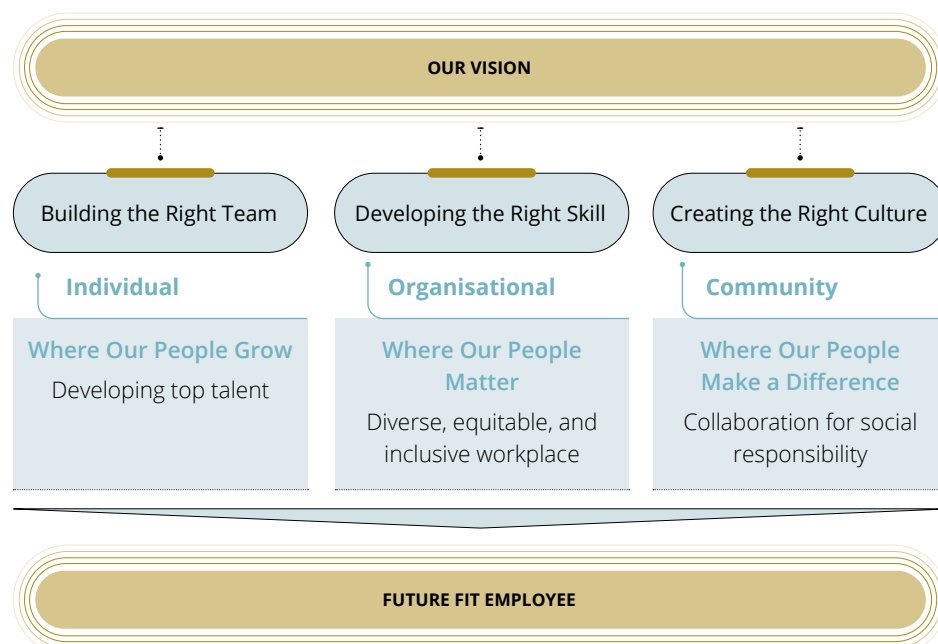 OUR VISION
Building the Right Team
Developing the Right Skill
Creating the Right Culture
Individual
Where Our People Grow
Developing top talent
Organisational
Where Our People
Matter
Diverse, equitable, and
inclusive workplace
Community
Where Our People
Make a Difference
Collaboration for social
responsibility
FUTURE FIT EMPLOYEE